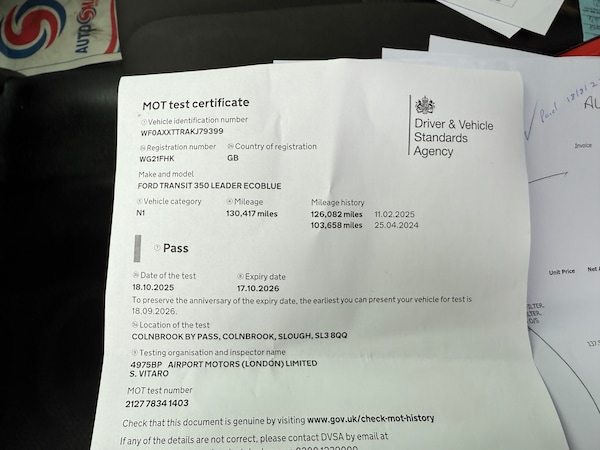 AUTO
MOT test certificate
Driver & Vehicle
Standards
Agency
Vehicle identification number
WF0AXXTTRAKJ79399
Registration number
Country of registration
WG21FHK
GB
Make and model
FORD TRANSIT 350 LEADER ECOBLUE
Vehicle category
Mileage
Mileage history
N1
130,417 miles
126,082 miles 11.02.2025
103,658 miles 25.04.2024
Pass
Date of the test
Expiry date
18.10.2025
17.10.2026
To preserve the anniversary of the expiry date, the earliest you can present your vehicle for test is
18.09.2026.
Location of the test
COLNBROOK BY PASS, COLNBROOK, SLOUGH, SL3 8QQ
Testing organisation and inspector name
4975BP AIRPORT MOTORS (LONDON) LIMITED
S. VITARO
MOT test number
2127 7834 1403
Check that this document is genuine by visiting www.gov.uk/check-mot-history
If any of the details are not correct, please contact DVSA by email at
Invoice
Unit Price